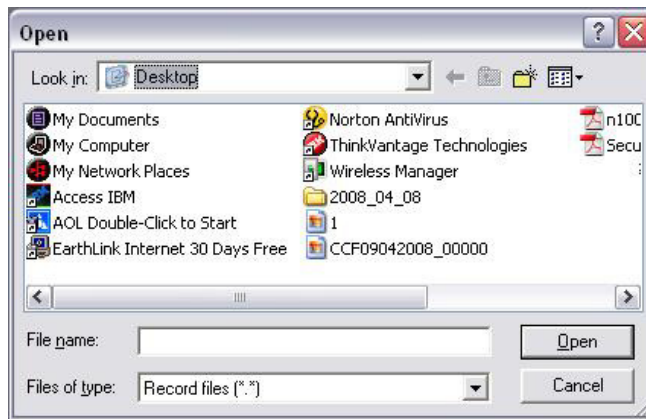 Open
Look in: Desktop
My Documents
My Computer
My Network Places
Access IBM
AOL Double-Click to Start
EarthLink Internet 30 Days Free
Norton AntiVirus
ThinkVantage Technologies
Wireless Manager
2008_04_08
1
CCF09042008_00000
n10C
Secu
File name:
Open
Files of type: Record files (*.*)
Cancel